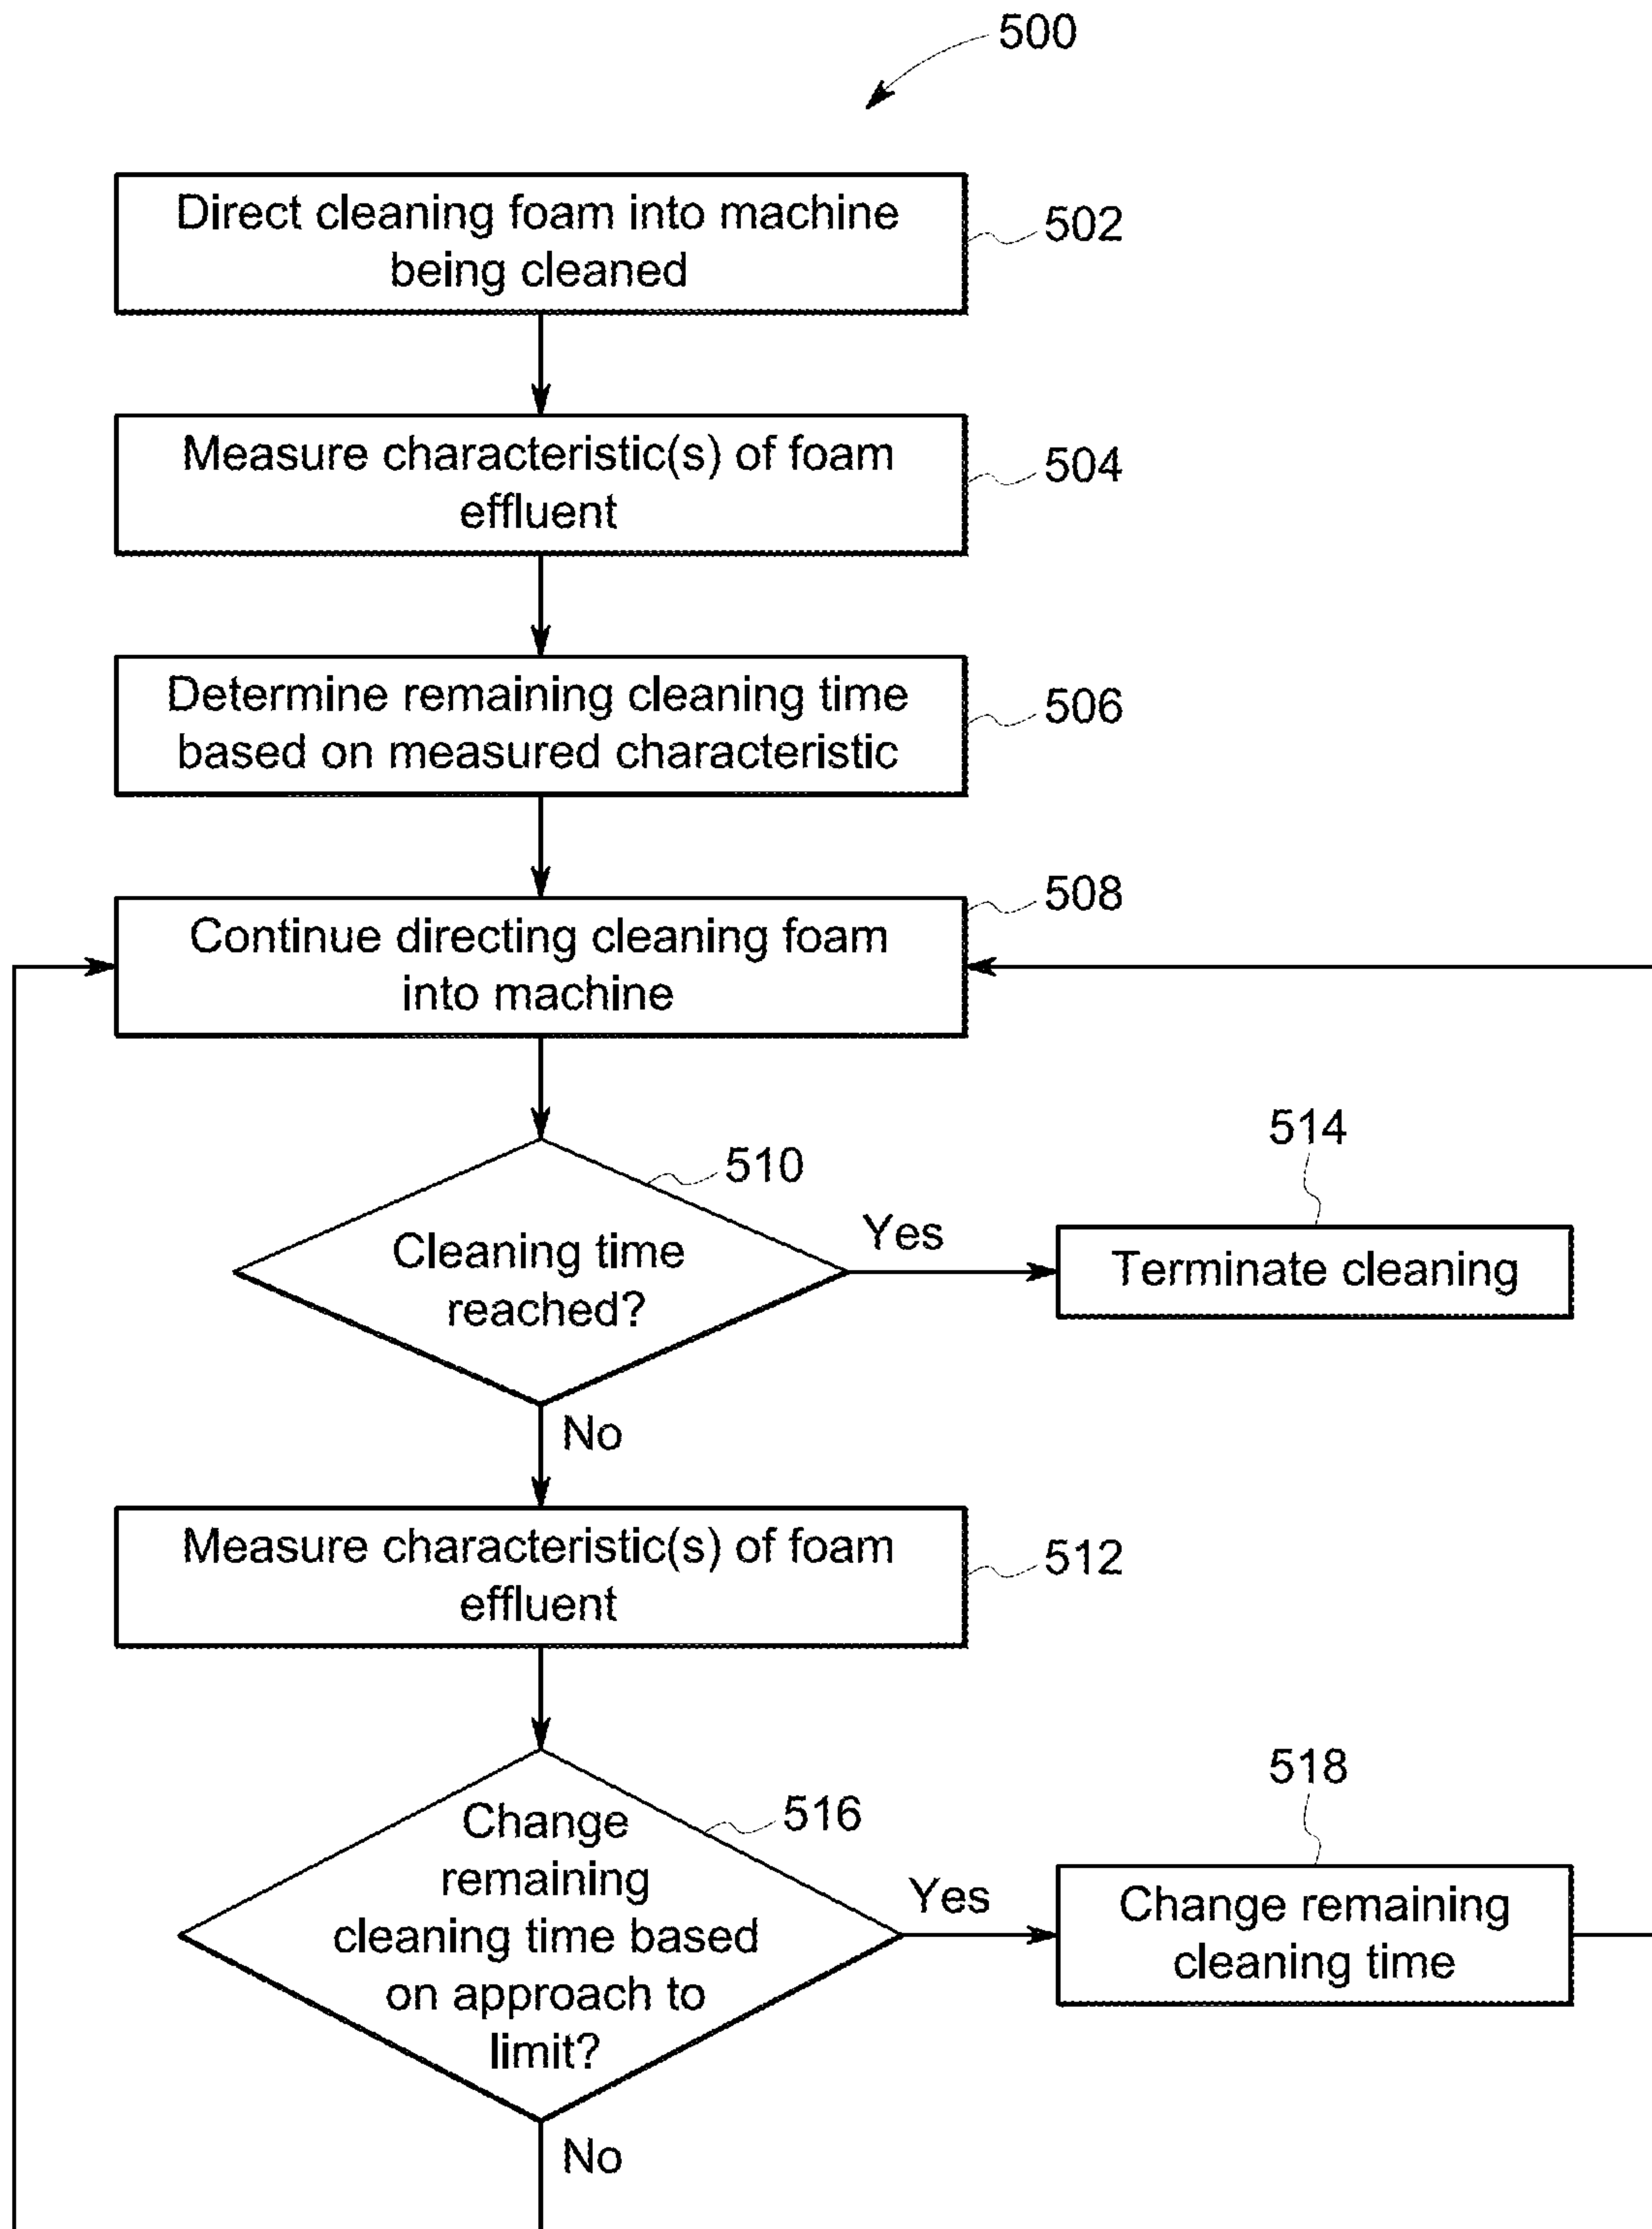 500
Direct cleaning foam into machine
being cleaned
502
Measure characteristic(s) of foam
effluent
504
Determine remaining cleaning time
based on measured characteristic
506
508
Continue directing cleaning foam
into machine
510
514
Yes
Cleaning time
reached?
Terminate cleaning
No
Measure characteristic(s) of foam
effluent
512
516
518
Change
remaining
cleaning time based
on approach to
limit?
Yes
Change remaining
cleaning time
No